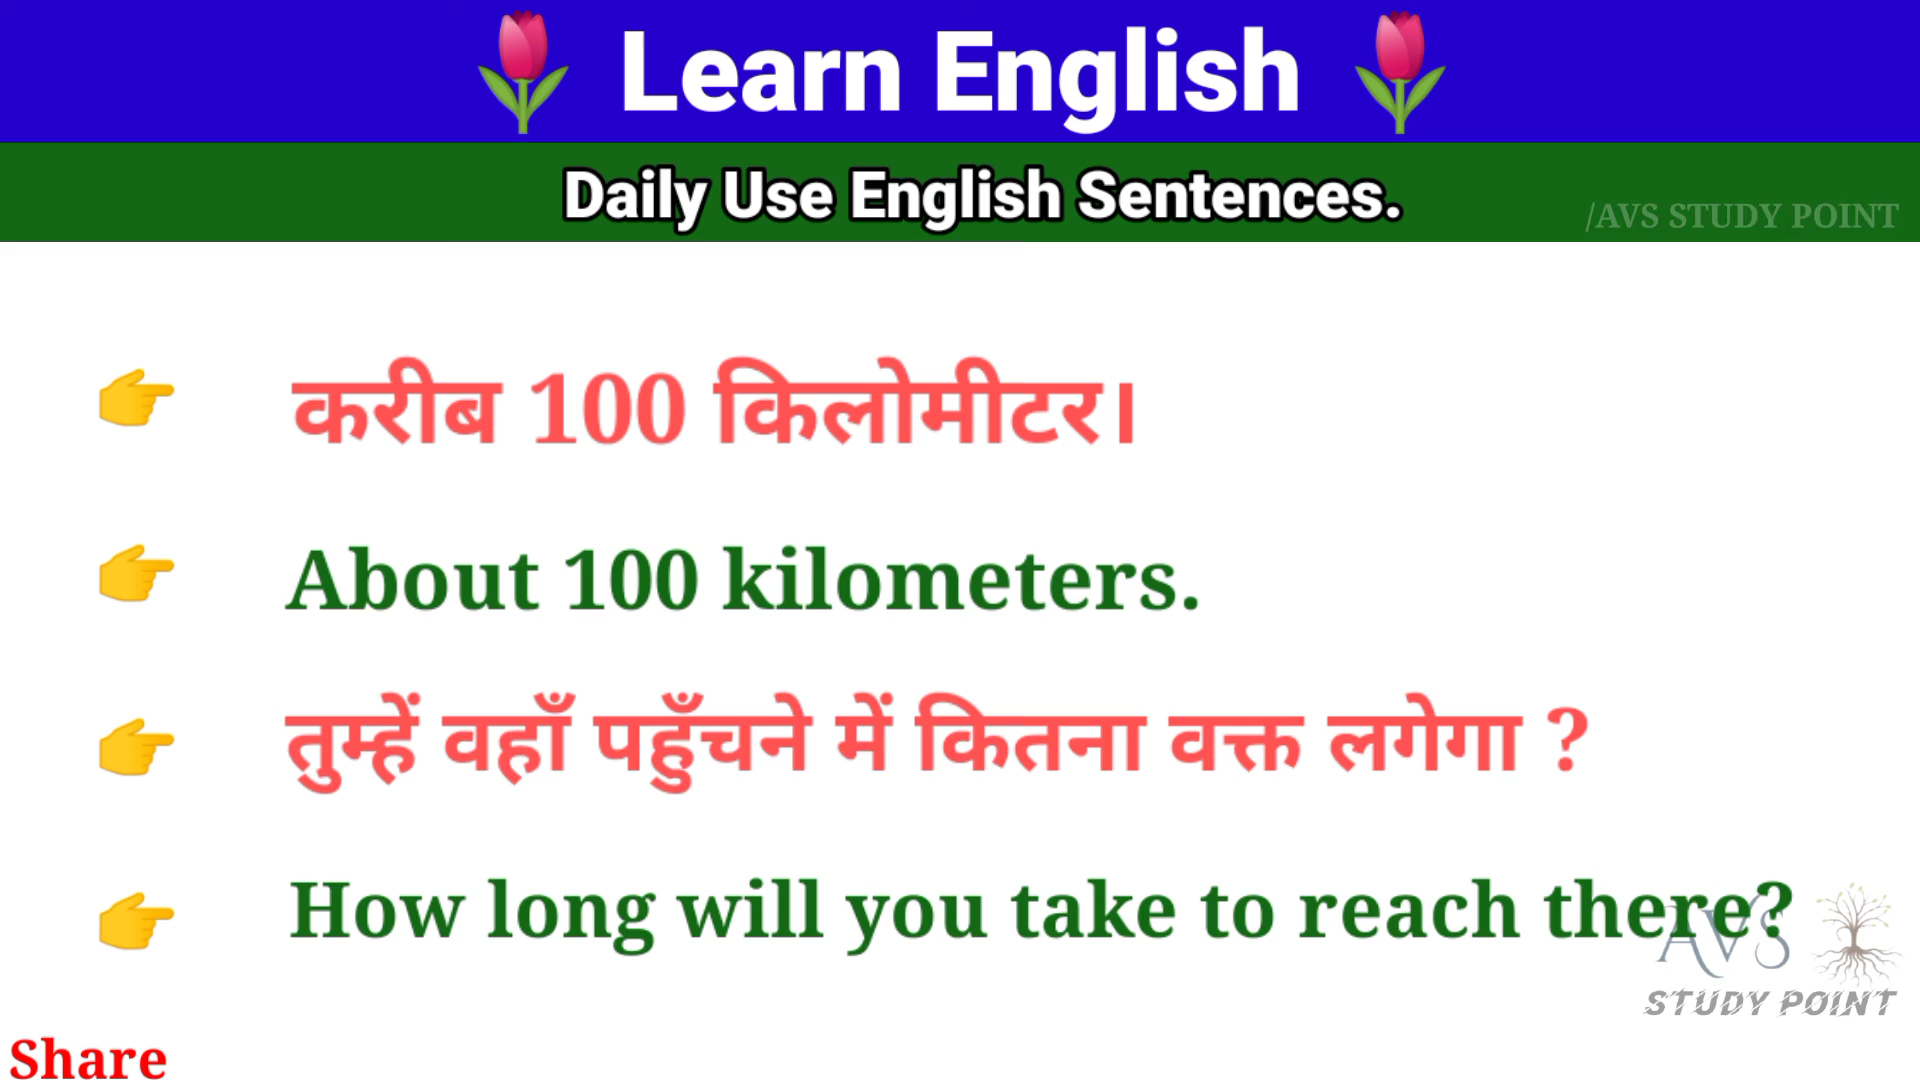 Learn English
Daily Use English Sentences.
/AVS STUDY POINT
करीब 100 किलोमीटर।
About 100 kilometers.
तुम्हें वहाँ पहुँचने में कितना वक्त लगेगा ?
How long will you take to reach there?
AVS
STUDY POINT
Share